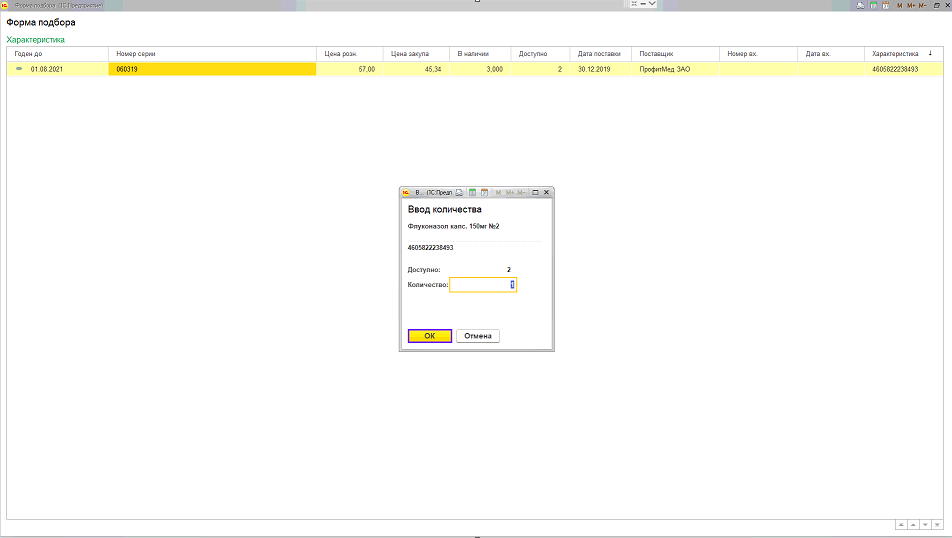 Форма подбора (1С:Предприятие)
M M+ M-
Форма подбора
Характеристика
Годен до Номер серии Цена розн. Цена закупа В наличии Доступно Дата поставки Поставщик Номер вх. Дата вх. Характеристика ↓
01.08.2021 060319 57,00 45,34 3,000 2 30.12.2019 ПрофитМед ЗАО 4605822238493
В... (1С:Предп
M M+ M-
Ввод количества
Флуконазол капс. 150мг №2
4605822238493
Доступно: 2
Количество: 1
ОК Отмена